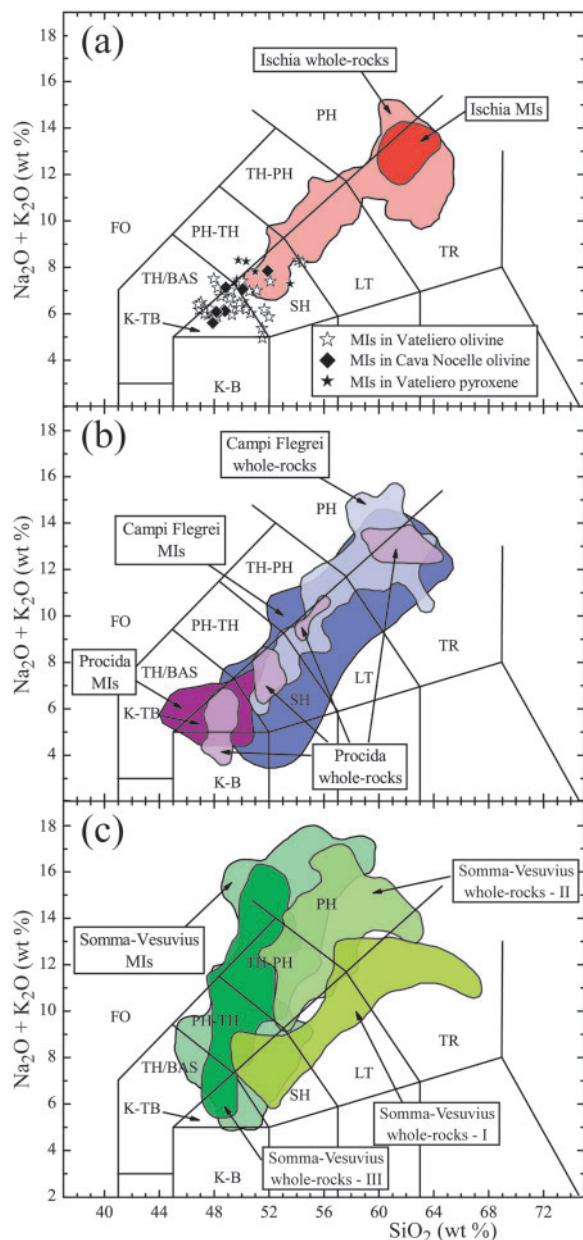 (a)
Ischia whole-rocks
Ischia MIs
PH
TH-PH
FO
PH-TH
TR
TH/BAS
LT
SH
K-TB
K-B
☆ MIs in Vateliero olivine
◆ MIs in Cava Nocelle olivine
★ MIs in Vateliero pyroxene
18
16
14
12
10
8
6
4
Na₂O + K₂O (wt %)
(b)
Campi Flegrei
whole-rocks
PH
Campi Flegrei
MIs
TH-PH
FO
PH-TH
TR
Procida
MIs
TH/BAS
LT
K-TB
SH
Procida
whole-rocks
K-B
18
16
14
12
10
8
6
4
Na₂O + K₂O (wt %)
(c)
Somma-Vesuvius
whole-rocks - II
PH
Somma-Vesuvius
MIs
TH-PH
FO
PH-TH
TR
TH/BAS
LT
SH
K-TB
Somma-Vesuvius
whole-rocks - I
Somma-Vesuvius
whole-rocks - III
K-B
18
16
14
12
10
8
6
4
2
Na₂O + K₂O (wt %)
40 44 48 52 56 60 64 68 72
SiO₂ (wt %)